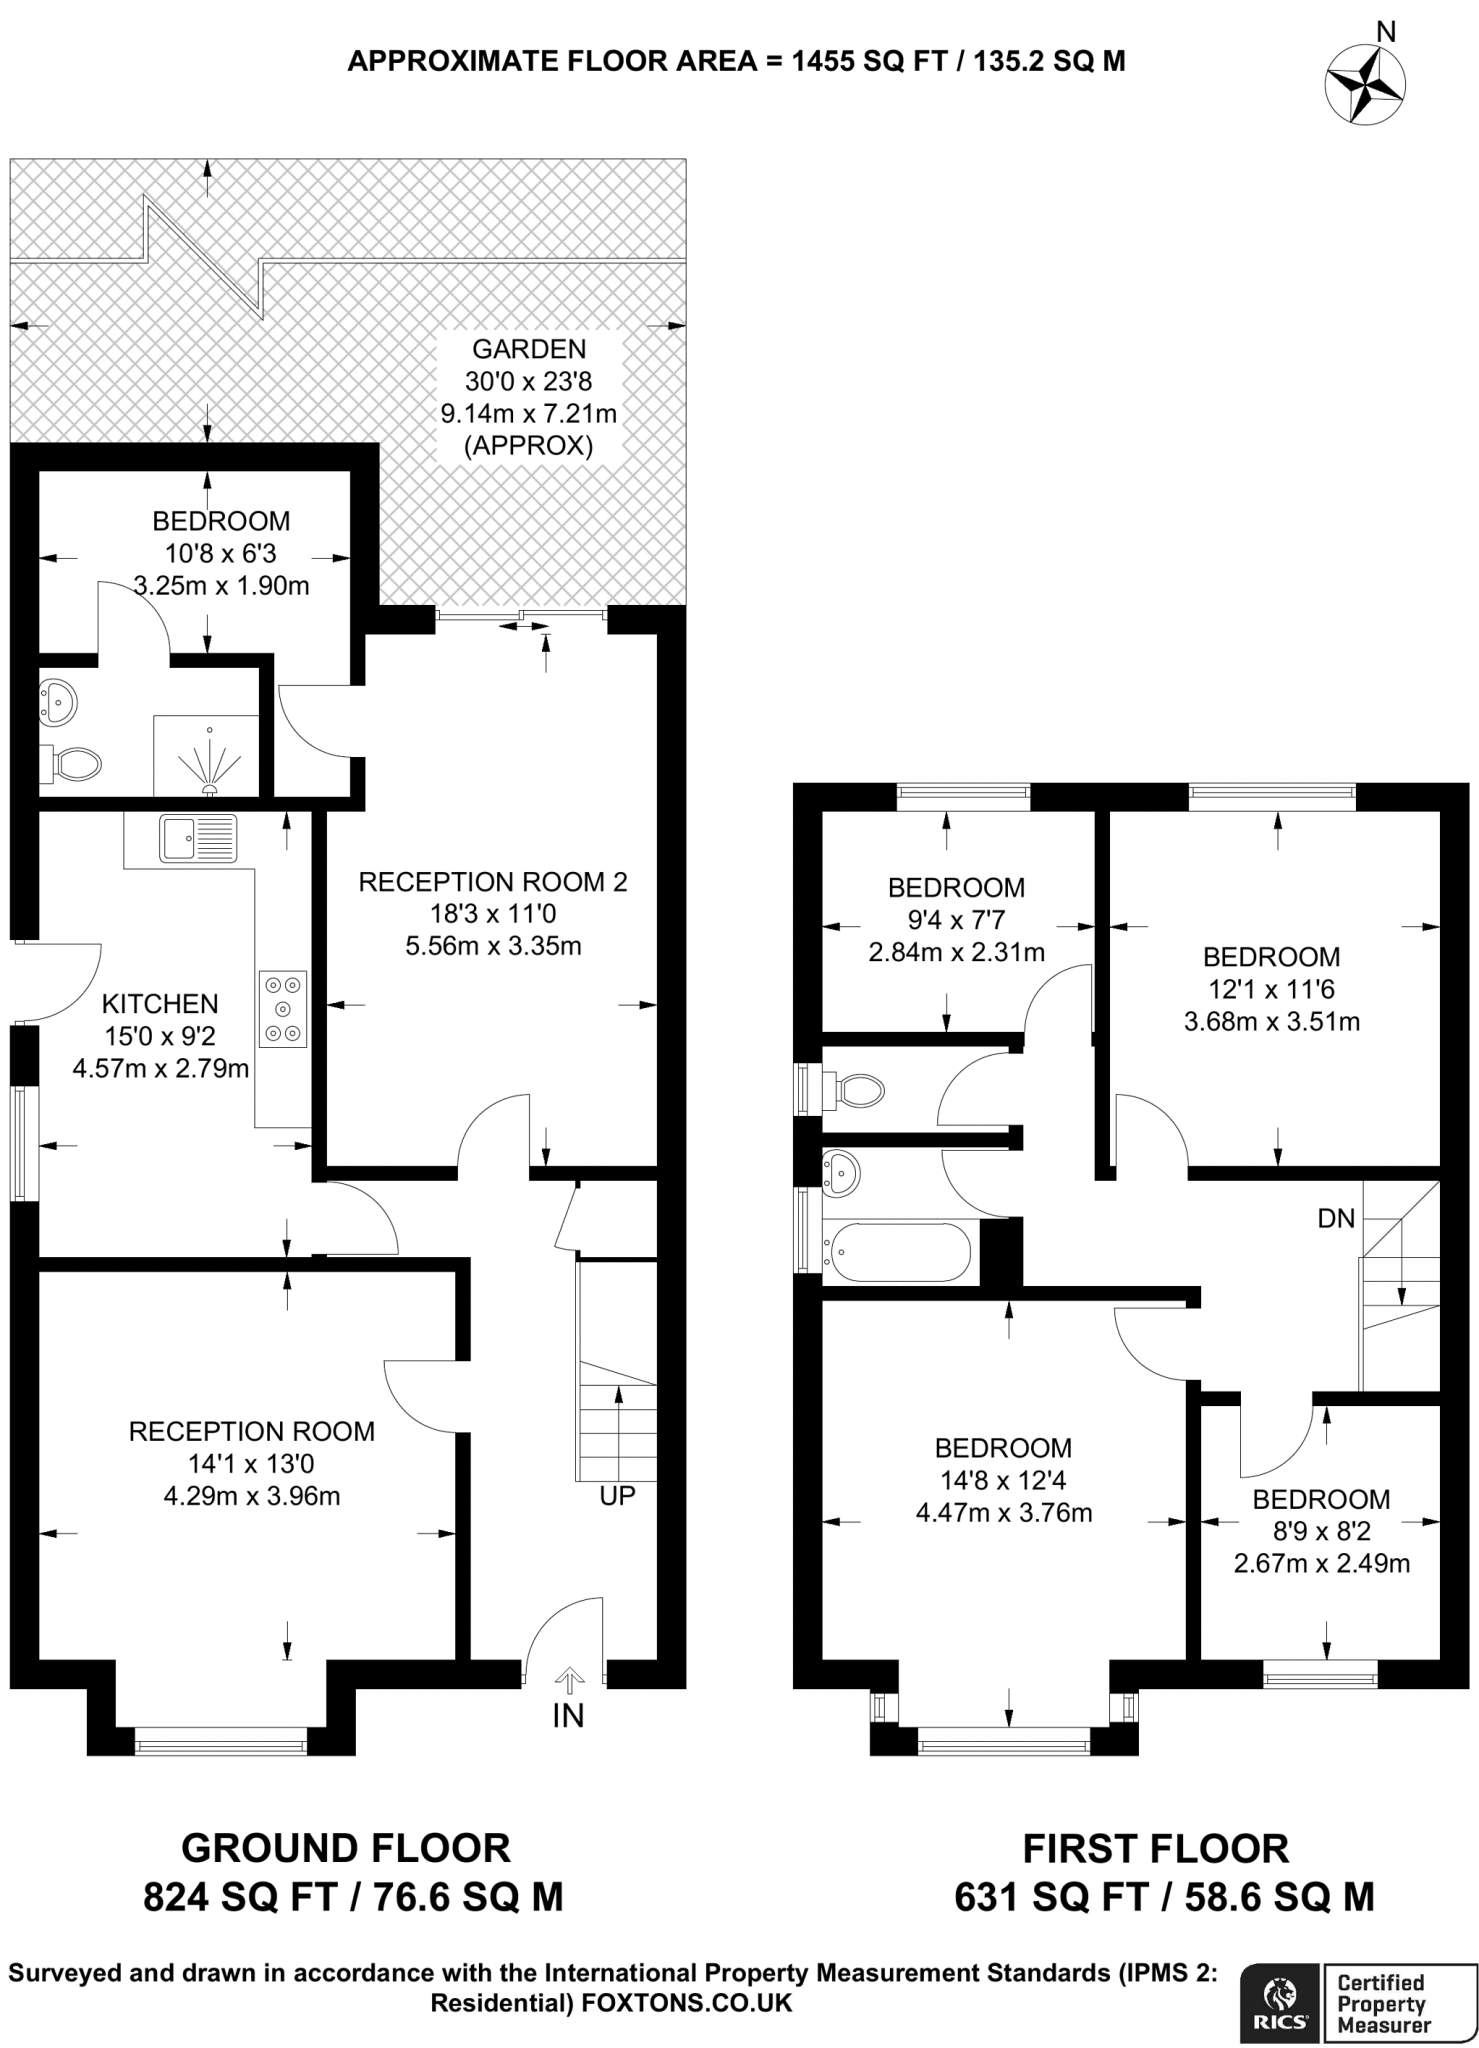 APPROXIMATE FLOOR AREA = 1455 SQ FT / 135.2 SQ M
N
GARDEN
30'0 x 23'8
9.14m x 7.21m
(APPROX)
BEDROOM
10'8 x 6'3
3.25m x 1.90m
RECEPTION ROOM 2
18'3 x 11'0
5.56m x 3.35m
KITCHEN
15'0 x 9'2
4.57m x 2.79m
RECEPTION ROOM
14'1 x 13'0
4.29m x 3.96m
UP
IN
BEDROOM
9'4 x 7'7
2.84m x 2.31m
BEDROOM
12'1 x 11'6
3.68m x 3.51m
DN
BEDROOM
14'8 x 12'4
4.47m x 3.76m
BEDROOM
8'9 x 8'2
2.67m x 2.49m
GROUND FLOOR
824 SQ FT / 76.6 SQ M
FIRST FLOOR
631 SQ FT / 58.6 SQ M
Surveyed and drawn in accordance with the International Property Measurement Standards (IPMS 2:
Residential) FOXTONS.CO.UK
RICS
Certified
Property
Measurer